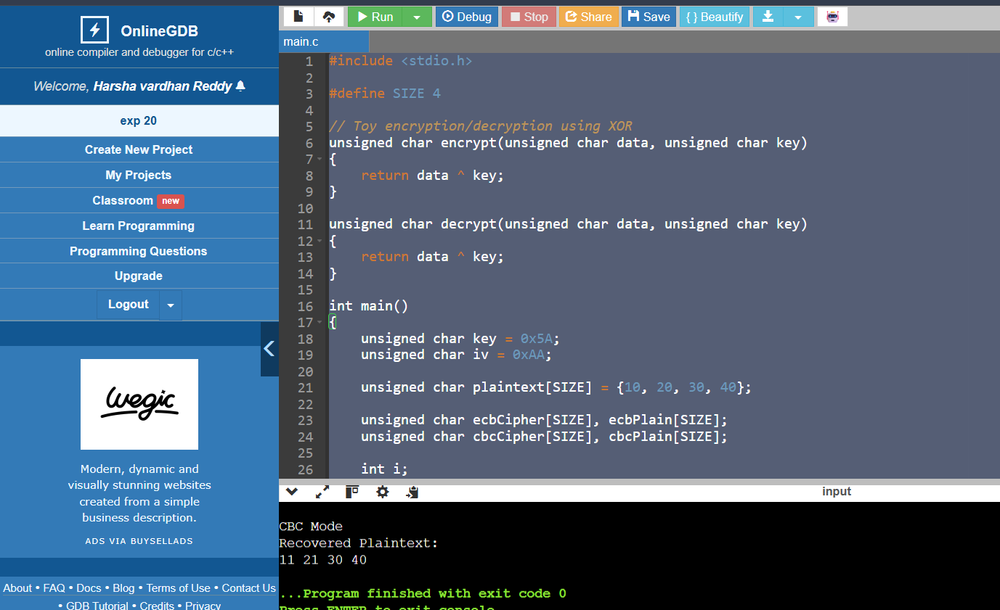 OnlineGDB
online compiler and debugger for c/c++
Welcome, Harsha vardhan Reddy
exp 20
Create New Project
My Projects
Classroom new
Learn Programming
Programming Questions
Upgrade
Logout
wegic
Modern, dynamic and
visually stunning websites
created from a simple
business description.
ADS VIA BUYSELLADS
About • FAQ • Docs • Blog • Terms of Use • Contact Us
• GDB Tutorial • Credits • Privacy
Run Debug Stop Share Save { } Beautify
main.c
1 #include <stdio.h>
2
3 #define SIZE 4
4
5 // Toy encryption/decryption using XOR
6 unsigned char encrypt(unsigned char data, unsigned char key)
7 {
8     return data ^ key;
9 }
10
11 unsigned char decrypt(unsigned char data, unsigned char key)
12 {
13     return data ^ key;
14 }
15
16 int main()
17 {
18     unsigned char key = 0x5A;
19     unsigned char iv = 0xAA;
20
21     unsigned char plaintext[SIZE] = {10, 20, 30, 40};
22
23     unsigned char ecbCipher[SIZE], ecbPlain[SIZE];
24     unsigned char cbcCipher[SIZE], cbcPlain[SIZE];
25
26     int i;
input
CBC Mode
Recovered Plaintext:
11 21 30 40
...Program finished with exit code 0
Press ENTER to exit console